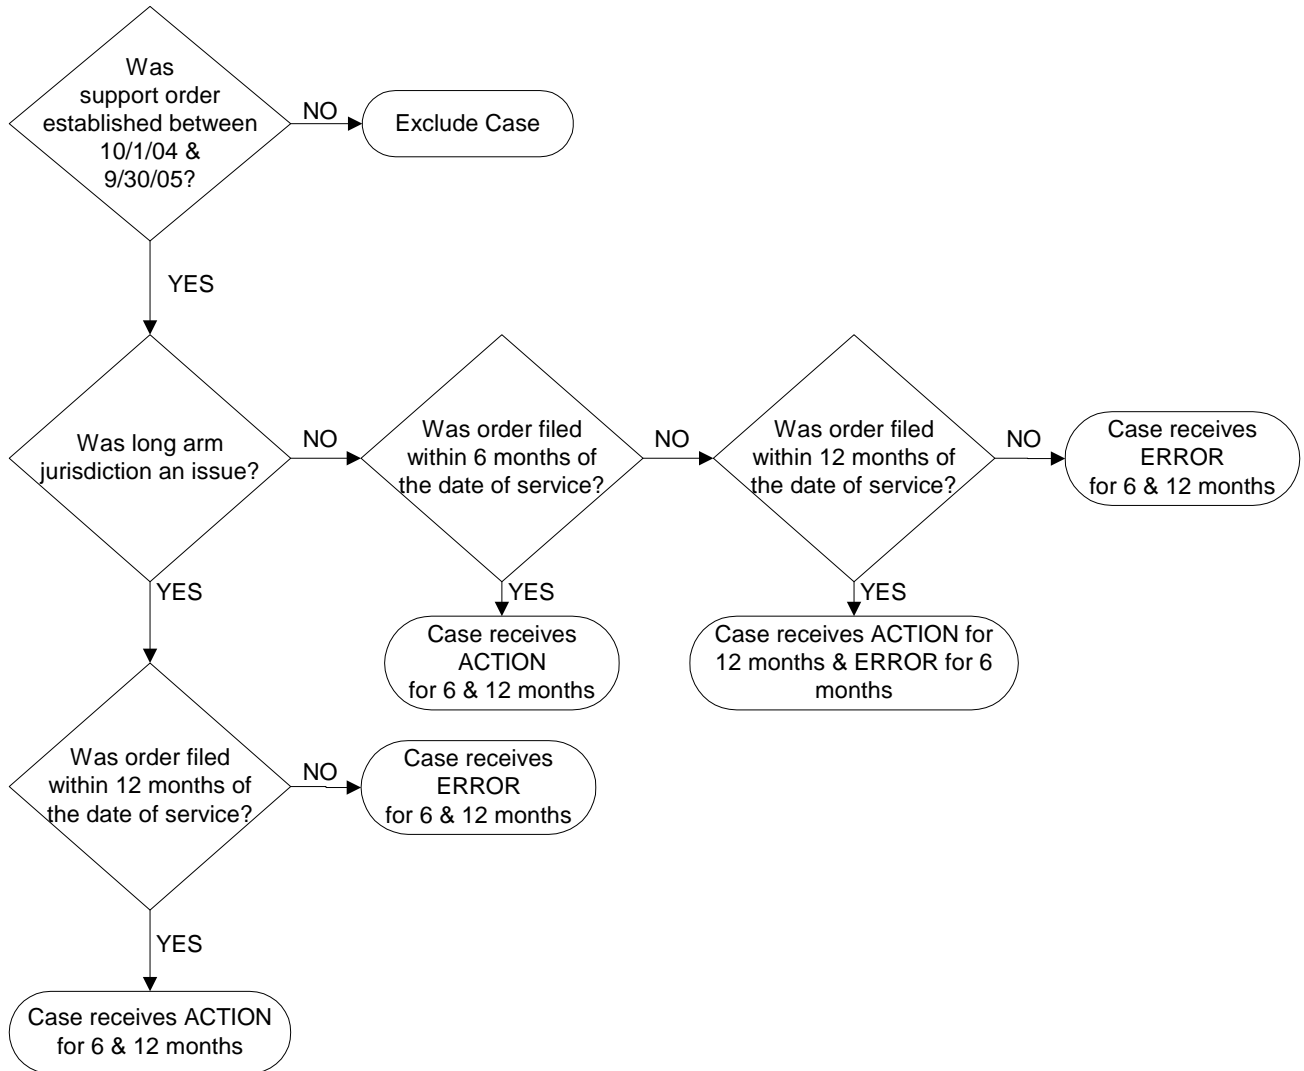 Was
support order
established between
10/1/04 &
9/30/05?
NO
Exclude Case
YES
Was long arm
jurisdiction an issue?
NO
Was order filed
within 6 months of
the date of service?
NO
Was order filed
within 12 months of
the date of service?
NO
Case receives
ERROR
for 6 & 12 months
YES
YES
YES
Case receives
ACTION
for 6 & 12 months
Case receives ACTION for
12 months & ERROR for 6
months
Was order filed
within 12 months of
the date of service?
NO
Case receives
ERROR
for 6 & 12 months
YES
Case receives ACTION
for 6 & 12 months